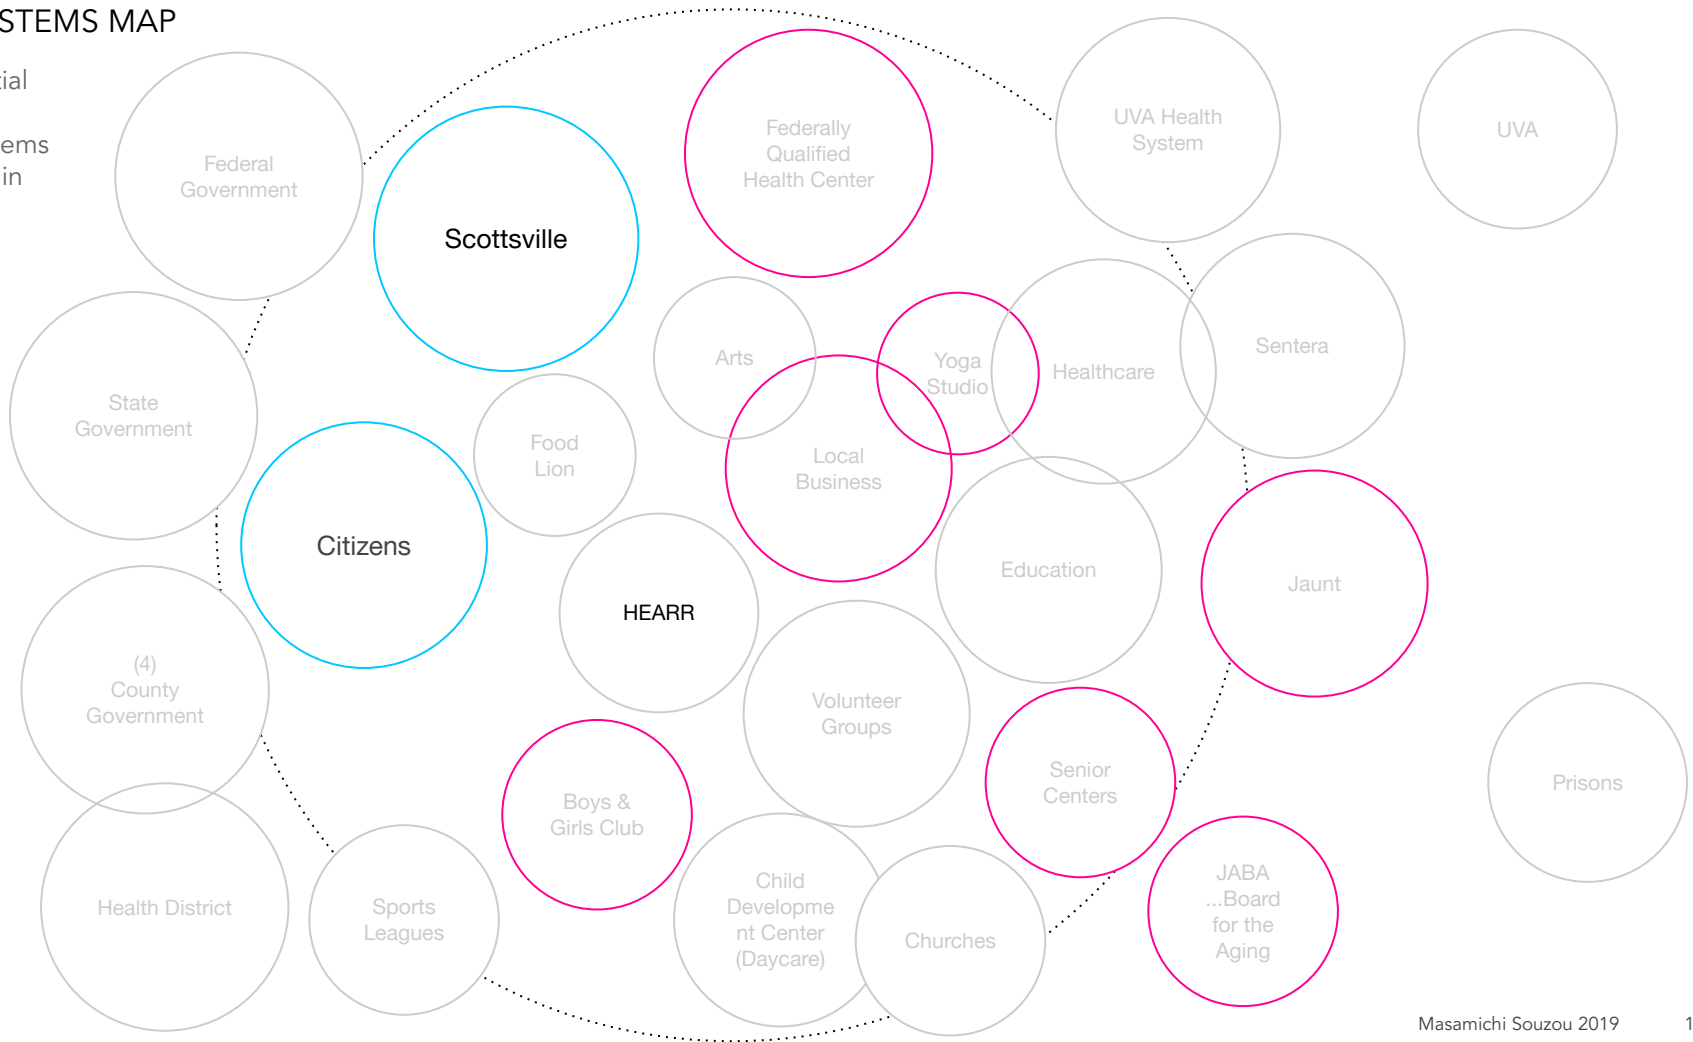 STEMS MAP
tial
tems
in
Federal
Government
Scottsville
Federally
Qualified
Health Center
UVA Health
System
UVA
State
Government
Arts
Yoga
Studio
Healthcare
Sentera
Food
Lion
Local
Business
Citizens
Education
Jaunt
HEARR
(4)
County
Government
Volunteer
Groups
Senior
Centers
Prisons
Boys &
Girls Club
Health District
Sports
Leagues
Child
Developme
nt Center
(Daycare)
Churches
JABA
...Board
for the
Aging
Masamichi Souzou 2019
1